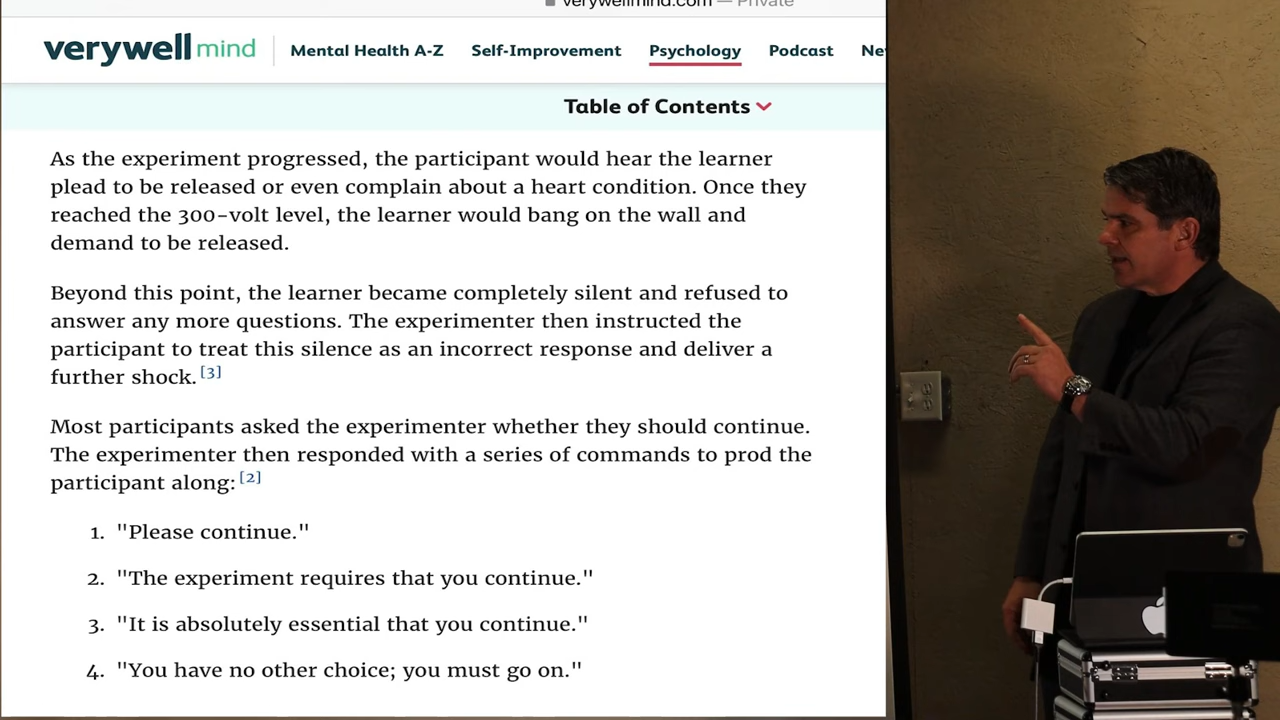 verywellmind.com — Private
verywell mind
Mental Health A-Z Self-Improvement Psychology Podcast
Table of Contents
As the experiment progressed, the participant would hear the learner
plead to be released or even complain about a heart condition. Once they
reached the 300-volt level, the learner would bang on the wall and
demand to be released.
Beyond this point, the learner became completely silent and refused to
answer any more questions. The experimenter then instructed the
participant to treat this silence as an incorrect response and deliver a
further shock. [3]
Most participants asked the experimenter whether they should continue.
The experimenter then responded with a series of commands to prod the
participant along: [2]
1. "Please continue."
2. "The experiment requires that you continue."
3. "It is absolutely essential that you continue."
4. "You have no other choice; you must go on."